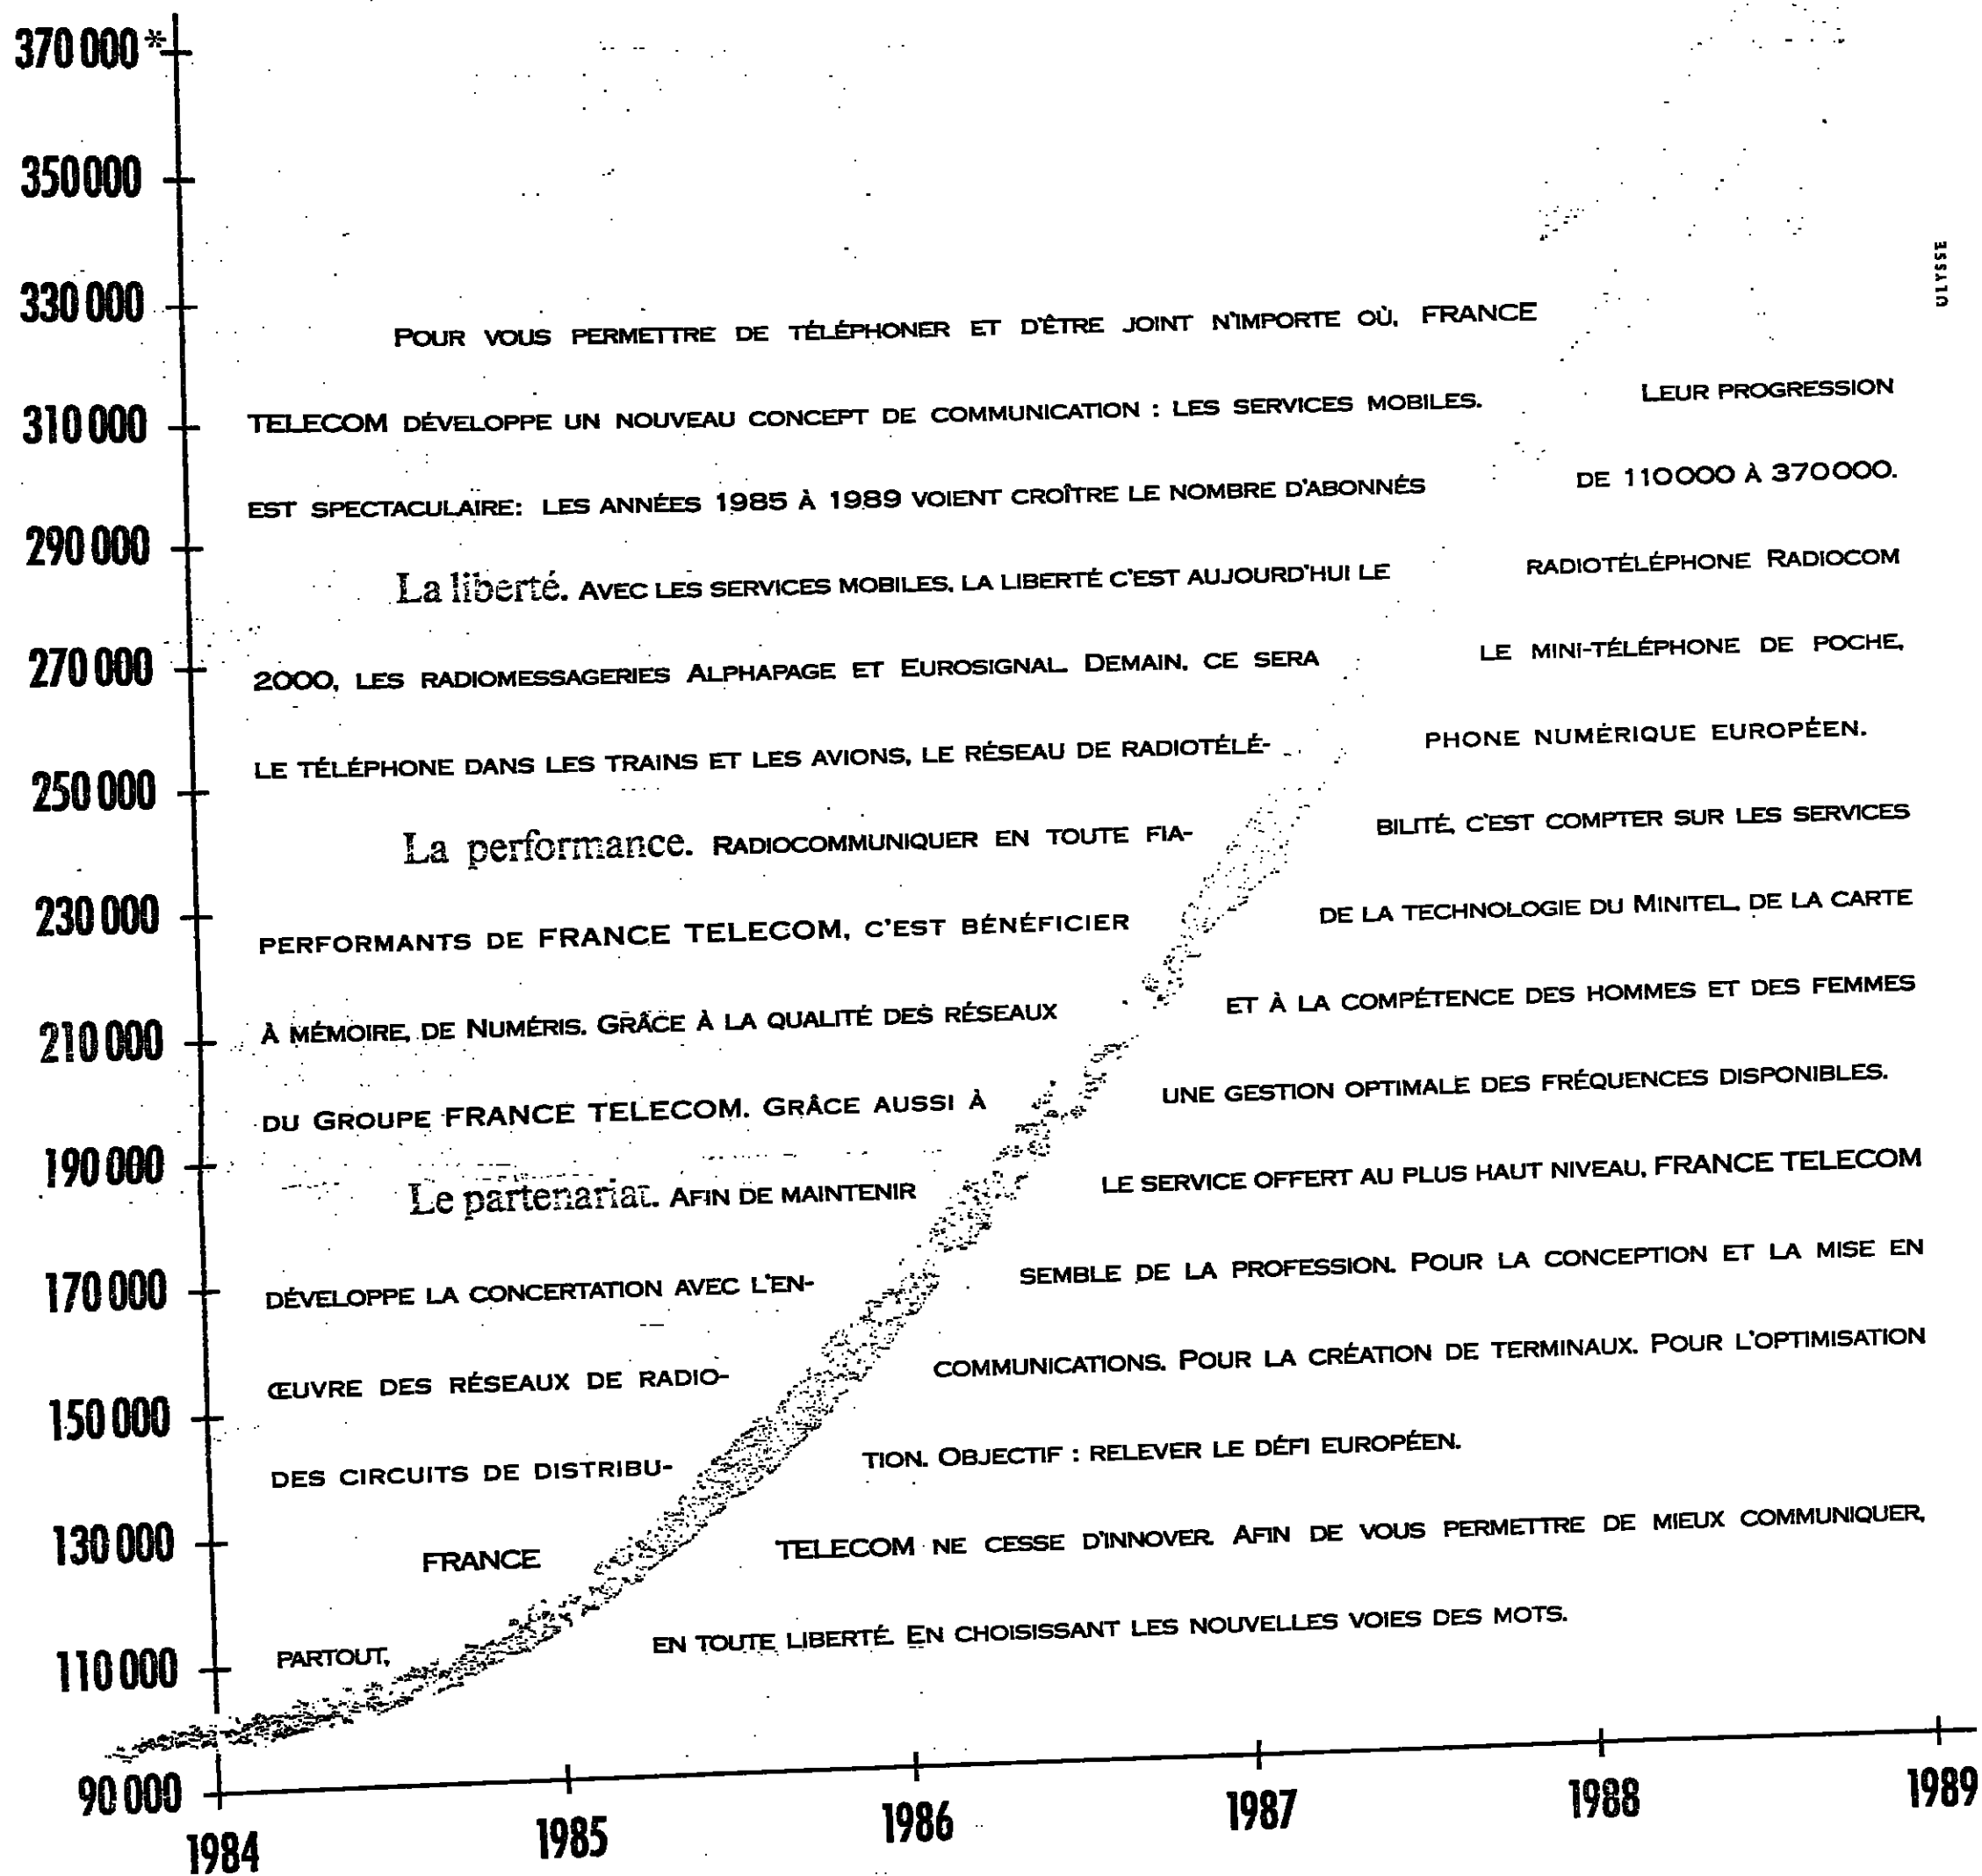 370 000*
350 000
330 000
310 000
290 000
270 000
250 000
230 000
210 000
190 000
170 000
150 000
130 000
110 000
90 000
ULYSSE
POUR VOUS PERMETTRE DE TÉLÉPHONER ET D'ÊTRE JOINT N'IMPORTE OÙ, FRANCE
TELECOM DÉVELOPPE UN NOUVEAU CONCEPT DE COMMUNICATION : LES SERVICES MOBILES. LEUR PROGRESSION
EST SPECTACULAIRE: LES ANNÉES 1985 À 1989 VOIENT CROÎTRE LE NOMBRE D'ABONNÉS DE 110000 À 370000.
La liberté. AVEC LES SERVICES MOBILES, LA LIBERTÉ C'EST AUJOURD'HUI LE RADIOTÉLÉPHONE RADIOCOM
2000, LES RADIOMESSAGERIES ALPHAPAGE ET EUROSIGNAL. DEMAIN, CE SERA LE MINI-TÉLÉPHONE DE POCHE,
LE TÉLÉPHONE DANS LES TRAINS ET LES AVIONS, LE RÉSEAU DE RADIOTÉLÉ- PHONE NUMÉRIQUE EUROPÉEN.
La performance. RADIOCOMMUNIQUER EN TOUTE FIA- BILITÉ, C'EST COMPTER SUR LES SERVICES
PERFORMANTS DE FRANCE TELECOM, C'EST BÉNÉFICIER DE LA TECHNOLOGIE DU MINITEL, DE LA CARTE
À MÉMOIRE, DE NUMÉRIS. GRÂCE À LA QUALITÉ DES RÉSEAUX ET À LA COMPÉTENCE DES HOMMES ET DES FEMMES
DU GROUPE FRANCE TELECOM. GRÂCE AUSSI À UNE GESTION OPTIMALE DES FRÉQUENCES DISPONIBLES.
Le partenariat. AFIN DE MAINTENIR LE SERVICE OFFERT AU PLUS HAUT NIVEAU, FRANCE TELECOM
DÉVELOPPE LA CONCERTATION AVEC L'EN- SEMBLE DE LA PROFESSION. POUR LA CONCEPTION ET LA MISE EN
ŒUVRE DES RÉSEAUX DE RADIO- COMMUNICATIONS. POUR LA CRÉATION DE TERMINAUX. POUR L'OPTIMISATION
DES CIRCUITS DE DISTRIBU- TION. OBJECTIF : RELEVER LE DÉFI EUROPÉEN.
FRANCE TELECOM NE CESSE D'INNOVER. AFIN DE VOUS PERMETTRE DE MIEUX COMMUNIQUER,
PARTOUT, EN TOUTE LIBERTÉ. EN CHOISISSANT LES NOUVELLES VOIES DES MOTS.
1984 1985 1986 1987 1988 1989